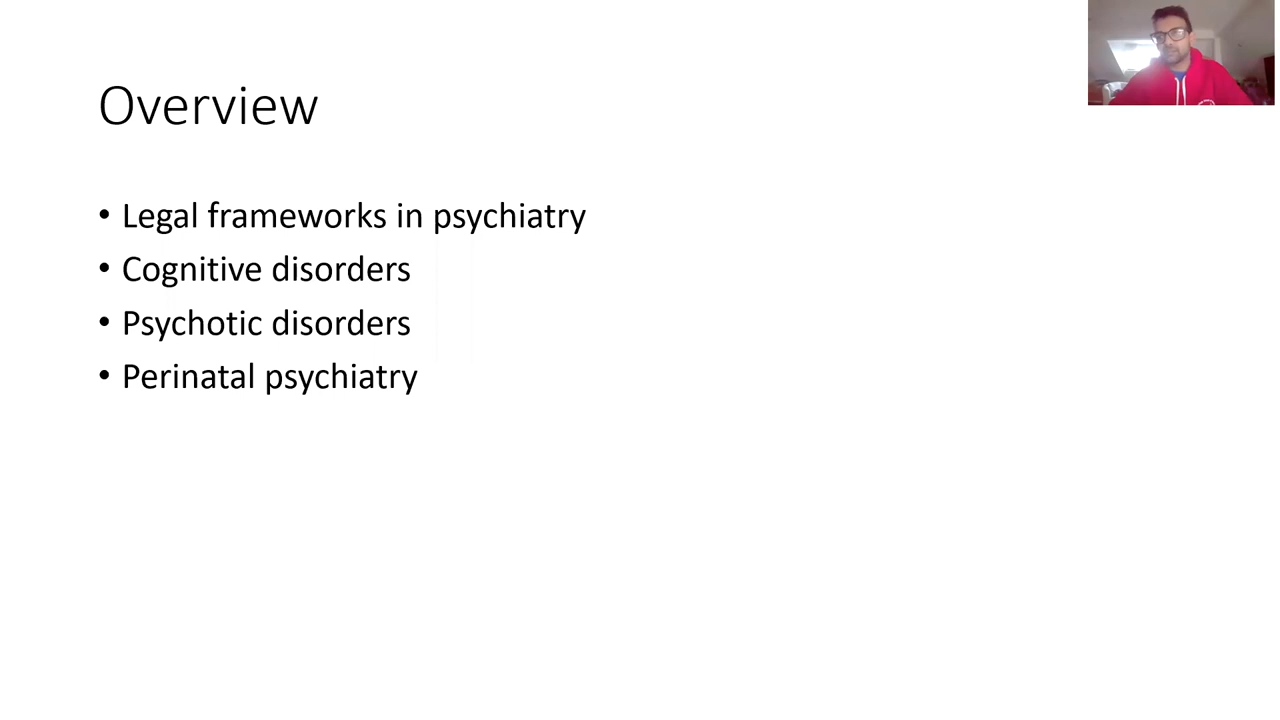 Overview
• Legal frameworks in psychiatry
• Cognitive disorders
• Psychotic disorders
• Perinatal psychiatry